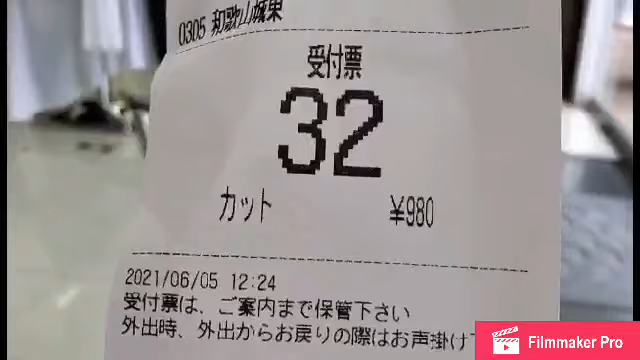 0305 和歌山城東
受付票
32
カット ¥980
2021/06/05 12:24
受付票は、ご案内まで保管下さい
外出時、外出からお戻りの際はお声掛け
Filmmaker Pro